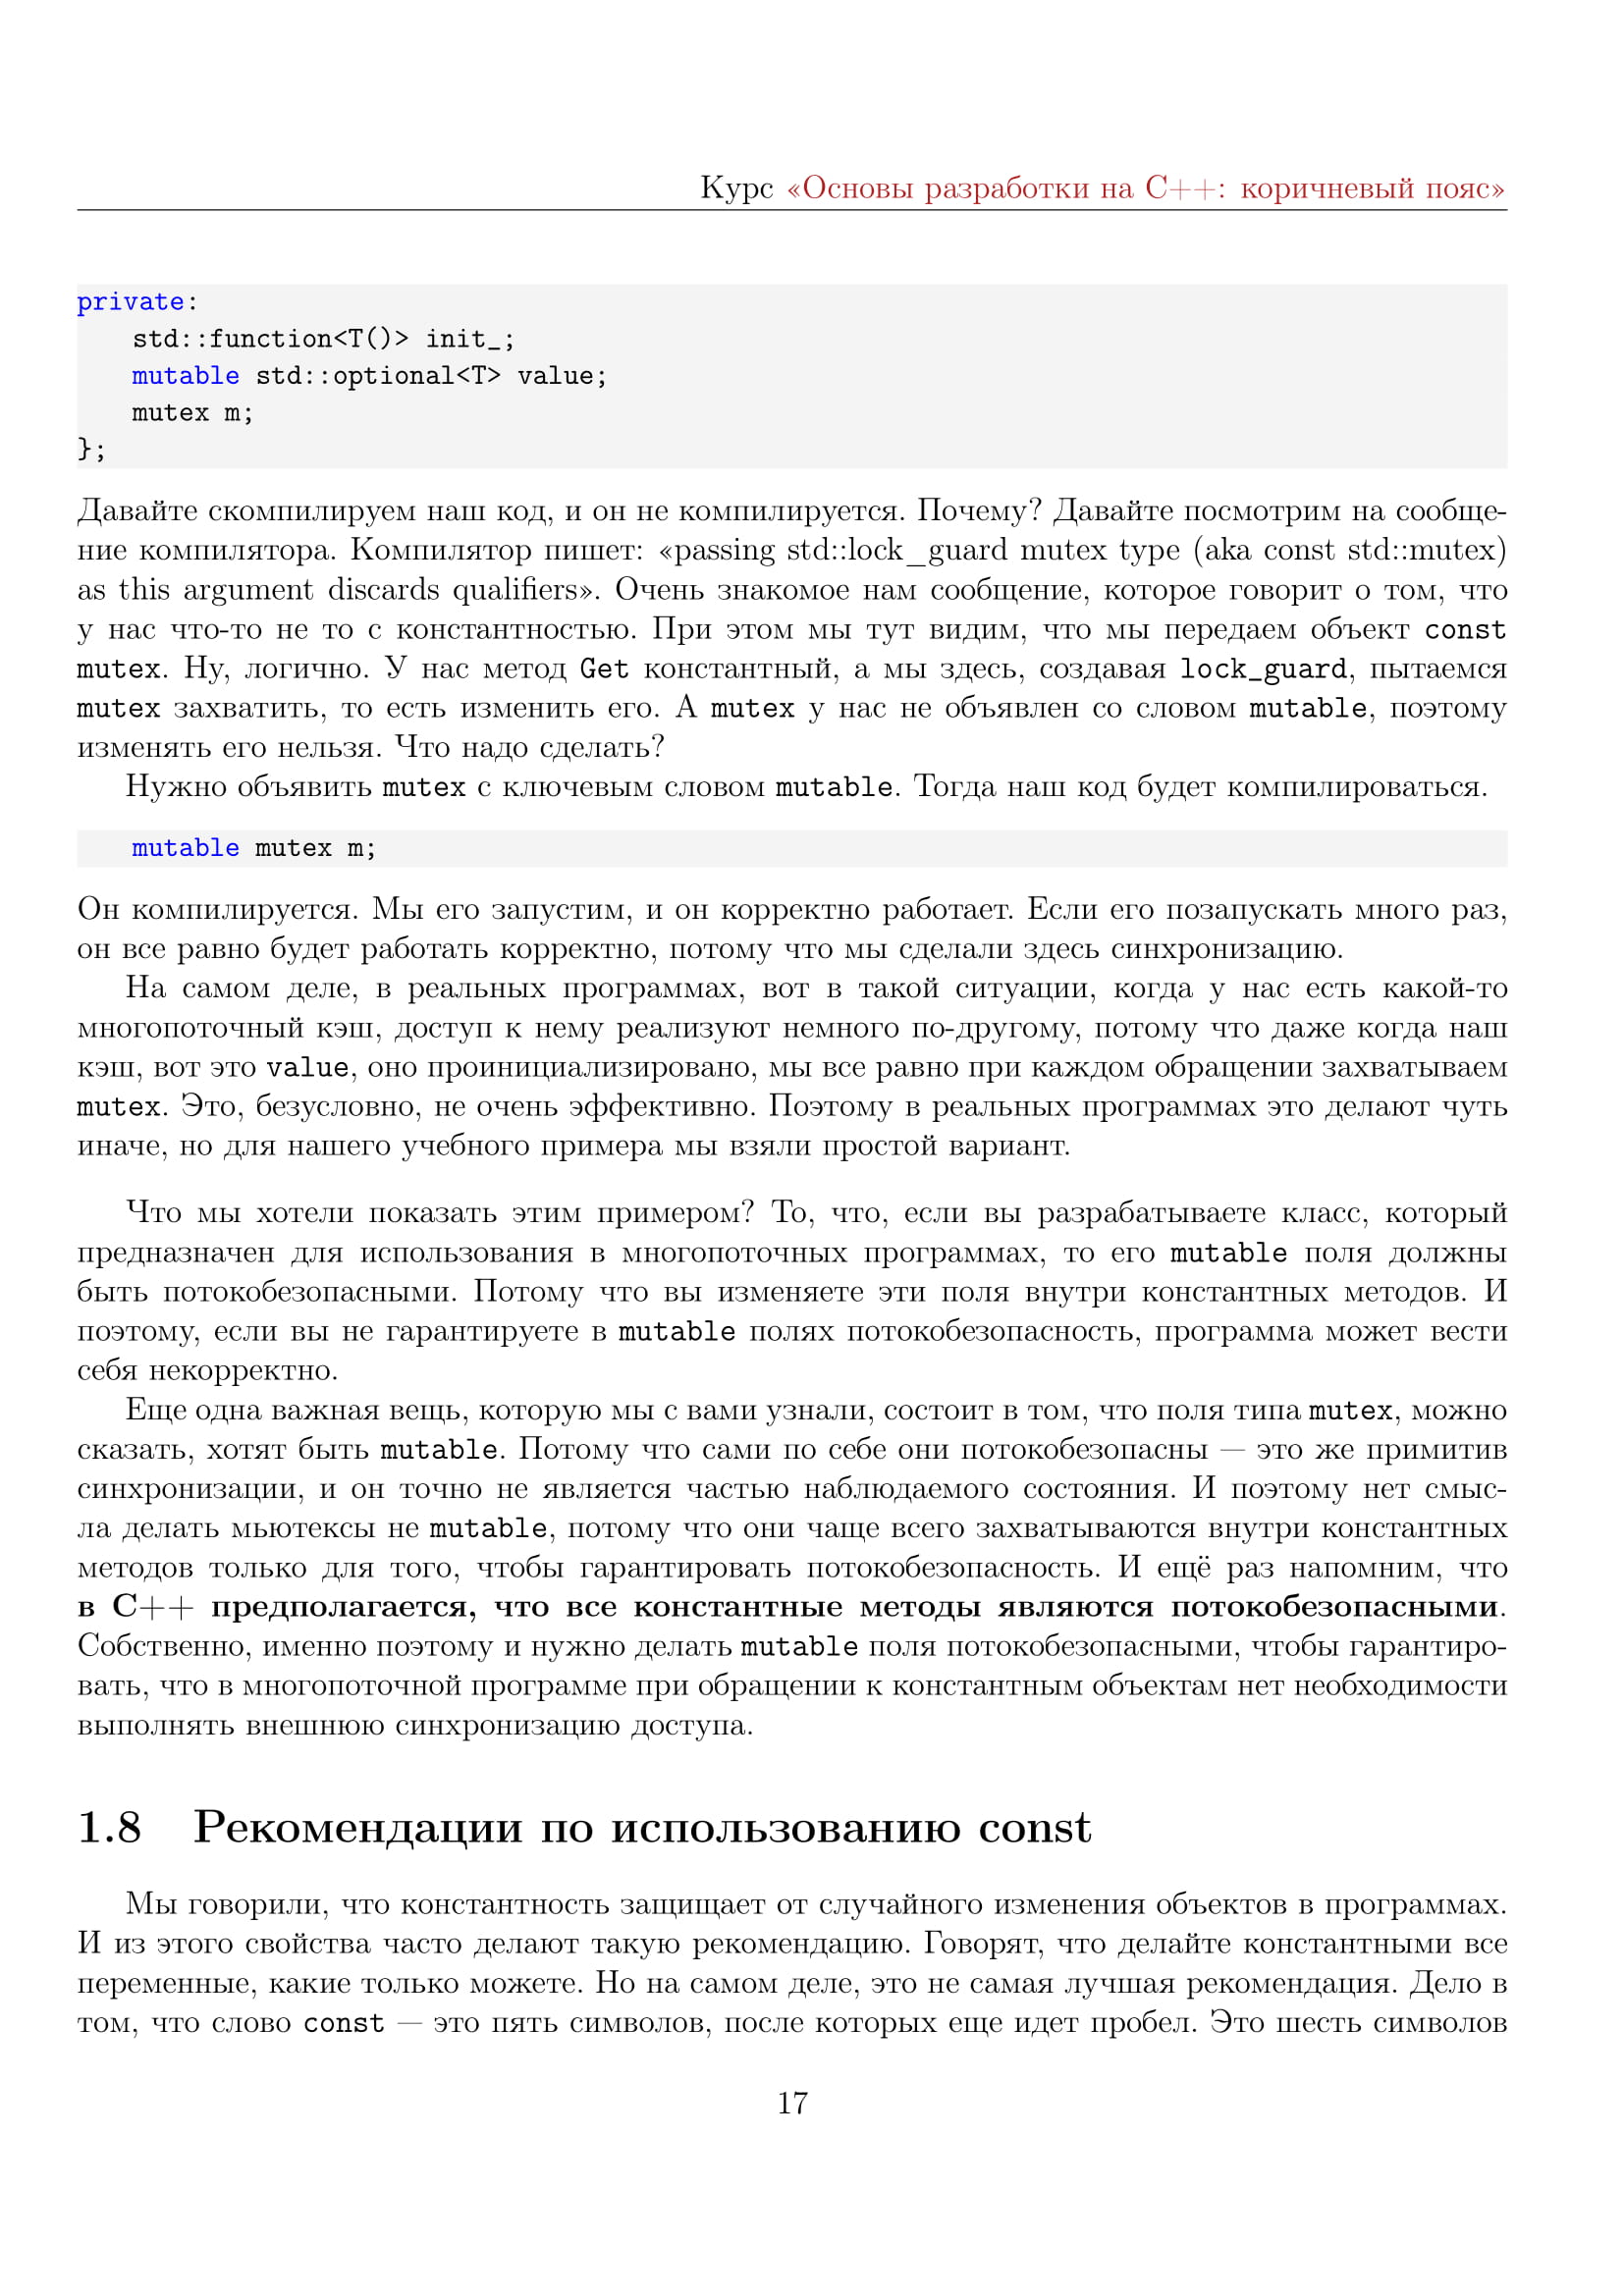 Курс «Основы разработки на C++: коричневый пояс»
private:
std::function<T()> init_;
mutable std::optional<T> value;
mutex m;
};
Давайте скомпилируем наш код, и он не компилируется. Почему? Давайте посмотрим на сообще-
ние компилятора. Компилятор пишет: «passing std::lock_guard mutex type (aka const std::mutex)
as this argument discards qualifiers». Очень знакомое нам сообщение, которое говорит о том, что
у нас что-то не то с константностью. При этом мы тут видим, что мы передаем объект const
mutex. Ну, логично. У нас метод Get константный, а мы здесь, создавая lock_guard, пытаемся
mutex захватить, то есть изменить его. А mutex у нас не объявлен со словом mutable, поэтому
изменять его нельзя. Что надо сделать?
Нужно объявить mutex с ключевым словом mutable. Тогда наш код будет компилироваться.
mutable mutex m;
Он компилируется. Мы его запустим, и он корректно работает. Если его позапускать много раз,
он все равно будет работать корректно, потому что мы сделали здесь синхронизацию.
На самом деле, в реальных программах, вот в такой ситуации, когда у нас есть какой-то
многопоточный кэш, доступ к нему реализуют немного по-другому, потому что даже когда наш
кэш, вот это value, оно проинициализировано, мы все равно при каждом обращении захватываем
mutex. Это, безусловно, не очень эффективно. Поэтому в реальных программах это делают чуть
иначе, но для нашего учебного примера мы взяли простой вариант.
Что мы хотели показать этим примером? То, что, если вы разрабатываете класс, который
предназначен для использования в многопоточных программах, то его mutable поля должны
быть потокобезопасными. Потому что вы изменяете эти поля внутри константных методов. И
поэтому, если вы не гарантируете в mutable полях потокобезопасность, программа может вести
себя некорректно.
Еще одна важная вещь, которую мы с вами узнали, состоит в том, что поля типа mutex, можно
сказать, хотят быть mutable. Потому что сами по себе они потокобезопасны — это же примитив
синхронизации, и он точно не является частью наблюдаемого состояния. И поэтому нет смыс-
ла делать мьютексы не mutable, потому что они чаще всего захватываются внутри константных
методов только для того, чтобы гарантировать потокобезопасность. И ещё раз напомним, что
в C++ предполагается, что все константные методы являются потокобезопасными.
Собственно, именно поэтому и нужно делать mutable поля потокобезопасными, чтобы гарантиро-
вать, что в многопоточной программе при обращении к константным объектам нет необходимости
выполнять внешнюю синхронизацию доступа.
1.8 Рекомендации по использованию const
Мы говорили, что константность защищает от случайного изменения объектов в программах.
И из этого свойства часто делают такую рекомендацию. Говорят, что делайте константными все
переменные, какие только можете. Но на самом деле, это не самая лучшая рекомендация. Дело в
том, что слово const — это пять символов, после которых еще идет пробел. Это шесть символов
17